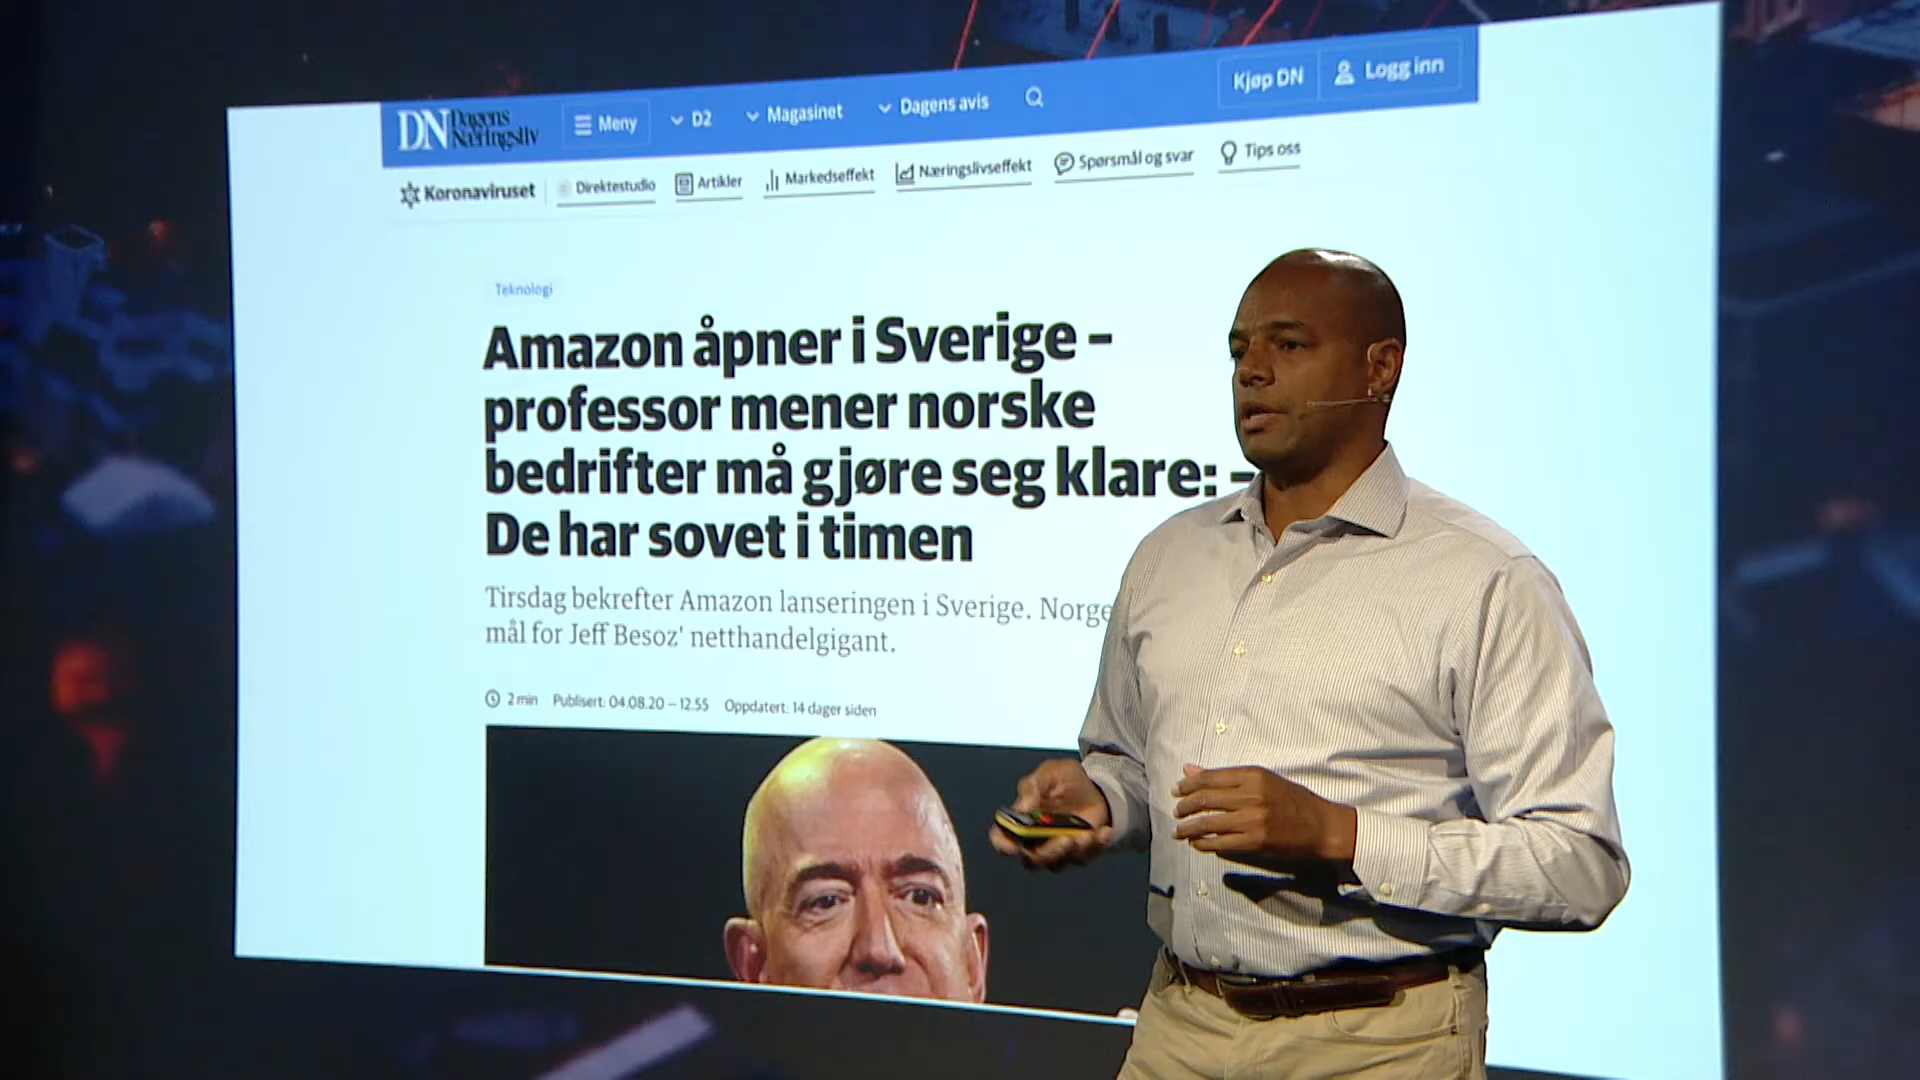 DN Dagens Næringsliv
Meny
D2
Magasinet
Dagens avis
Kjøp DN
Logg inn
Koronaviruset
Direktestudio
Artikler
Markedseffekt
Næringslivseffekt
Spørsmål og svar
Tips oss
Teknologi
Amazon åpner i Sverige –
professor mener norske
bedrifter må gjøre seg klare: –
De har sovet i timen
Tirsdag bekrefter Amazon lanseringen i Sverige. Norge
mål for Jeff Besoz' netthandelgigant.
2 min Publisert: 04.08.20 – 12.55 Oppdatert: 14 dager siden